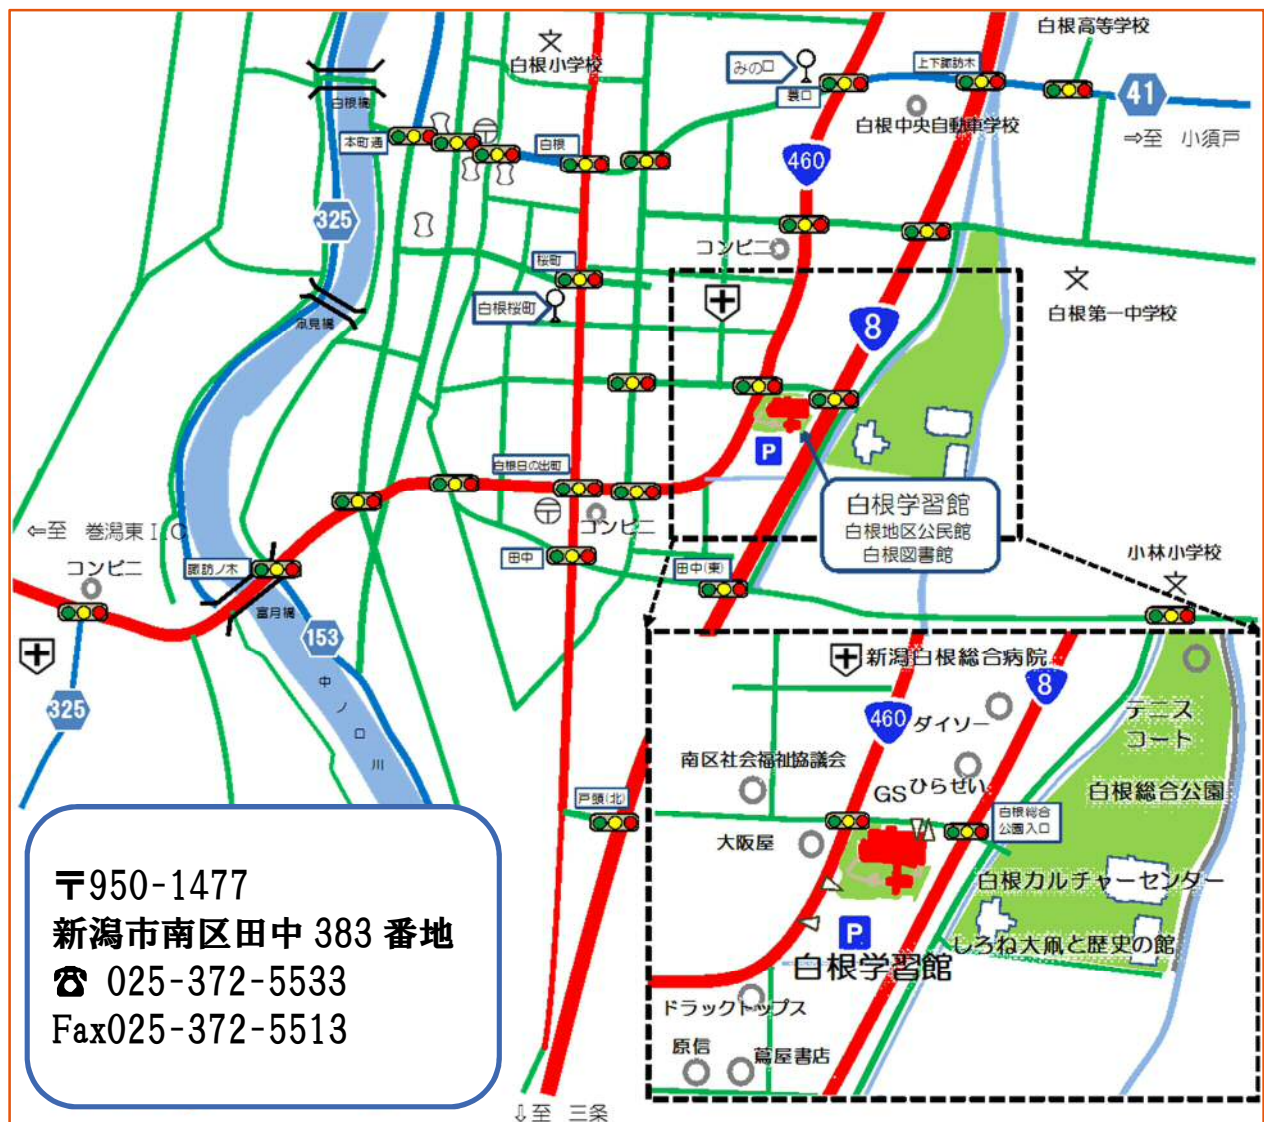 白根高等学校
白根小学校
みの口
上下諏訪木
41
裏口
白根橋
白根中央自動車学校
⇒至 小須戸
本町通
白根
460
325
コンビニ
桜町
白根桜町
8
白根第一中学校
凧見橋
P
白根日の出町
白根学習館
白根地区公民館
白根図書館
⇐至 巻潟東I.C
コンビニ
コンビニ
諏訪ノ木
田中
田中(東)
小林小学校
富月橋
153
325
中ノ口川
新潟白根総合病院
8
460
ダイソー
テニス
コート
南区社会福祉協議会
GS
ひらせい
白根総合公園
戸頭(北)
白根総合
公園入口
大阪屋
白根カルチャーセンター
P
しろね大凧と歴史の館
白根学習館
ドラックトップス
原信
蔦屋書店
〒950-1477
新潟市南区田中 383 番地
☎ 025-372-5533
Fax025-372-5513
⇩至 三条